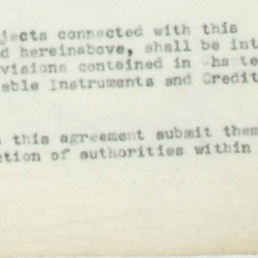 jects connected with this
d hereinabove, shall be int
visions contained in Chapte
able Instruments and Credit
this agreement submit them
ction of authorities within